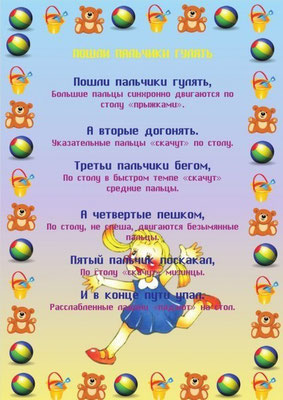 ПОШЛИ ПАЛЬЧИКИ ГУЛЯТЬ
Пошли пальчики гулять,
Большие пальцы синхронно двигаются по
столу «прыжками».
А вторые догонять.
Указательные пальцы «скачут» по столу.
Третьи пальчики бегом,
По столу в быстром темпе «скачут»
средние пальцы.
А четвертые пешком,
По столу, не спеша, двигаются безымянные
пальцы.
Пятый пальчик поскакал,
По столу «скачут» мизинцы.
И в конце пути упал.
Расслабленные ладони «падают» на стол.